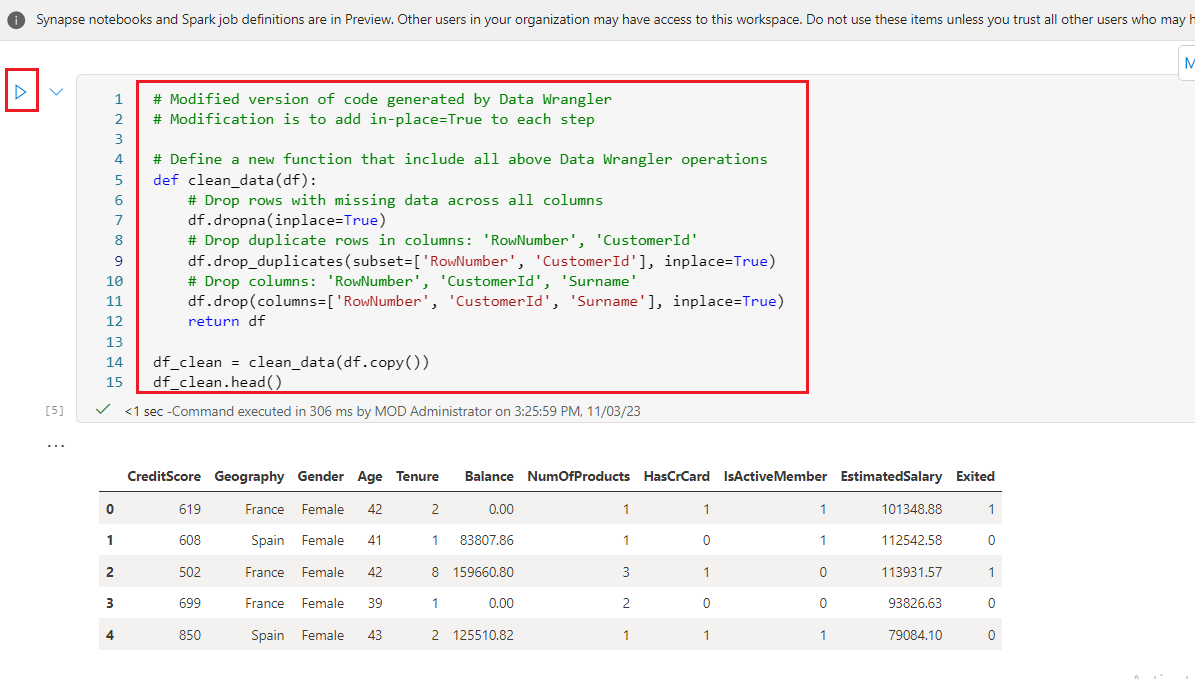 Synapse notebooks and Spark job definitions are in Preview. Other users in your organization may have access to this workspace. Do not use these items unless you trust all other users who may
M
1 # Modified version of code generated by Data Wrangler
2 # Modification is to add in-place=True to each step
3
4 # Define a new function that include all above Data Wrangler operations
5 def clean_data(df):
6 # Drop rows with missing data across all columns
7 df.dropna(inplace=True)
8 # Drop duplicate rows in columns: 'RowNumber', 'CustomerId'
9 df.drop_duplicates(subset=['RowNumber', 'CustomerId'], inplace=True)
10 # Drop columns: 'RowNumber', 'CustomerId', 'Surname'
11 df.drop(columns=['RowNumber', 'CustomerId', 'Surname'], inplace=True)
12 return df
13
14 df_clean = clean_data(df.copy())
15 df_clean.head()
[5] <1 sec -Command executed in 306 ms by MOD Administrator on 3:25:59 PM, 11/03/23
...
CreditScore Geography Gender Age Tenure Balance NumOfProducts HasCrCard IsActiveMember EstimatedSalary Exited
0 619 France Female 42 2 0.00 1 1 1 101348.88 1
1 608 Spain Female 41 1 83807.86 1 0 1 112542.58 0
2 502 France Female 42 8 159660.80 3 1 0 113931.57 1
3 699 France Female 39 1 0.00 2 0 0 93826.63 0
4 850 Spain Female 43 2 125510.82 1 1 1 79084.10 0